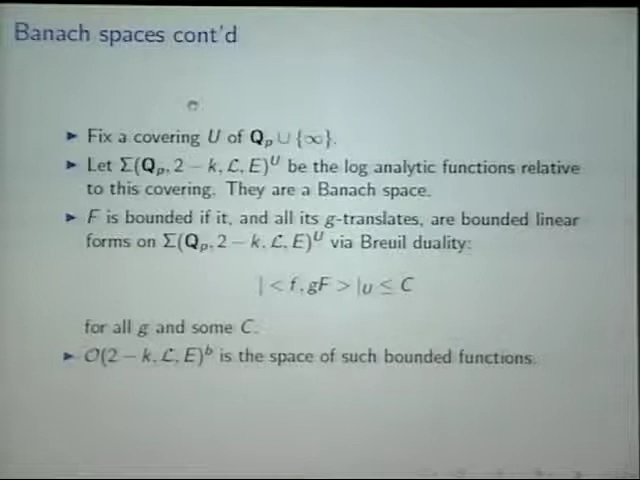 Banach spaces cont'd
▶ Fix a covering U of Q_p ∪ {∞}.
▶ Let Σ(Q_p, 2 − k, ℒ, E)^U be the log analytic functions relative
to this covering. They are a Banach space.
▶ F is bounded if it, and all its g-translates, are bounded linear
forms on Σ(Q_p, 2 − k, ℒ, E)^U via Breuil duality:
| < f, gF > |_U ≤ C
for all g and some C.
▶ O(2 − k, ℒ, E)^b is the space of such bounded functions.